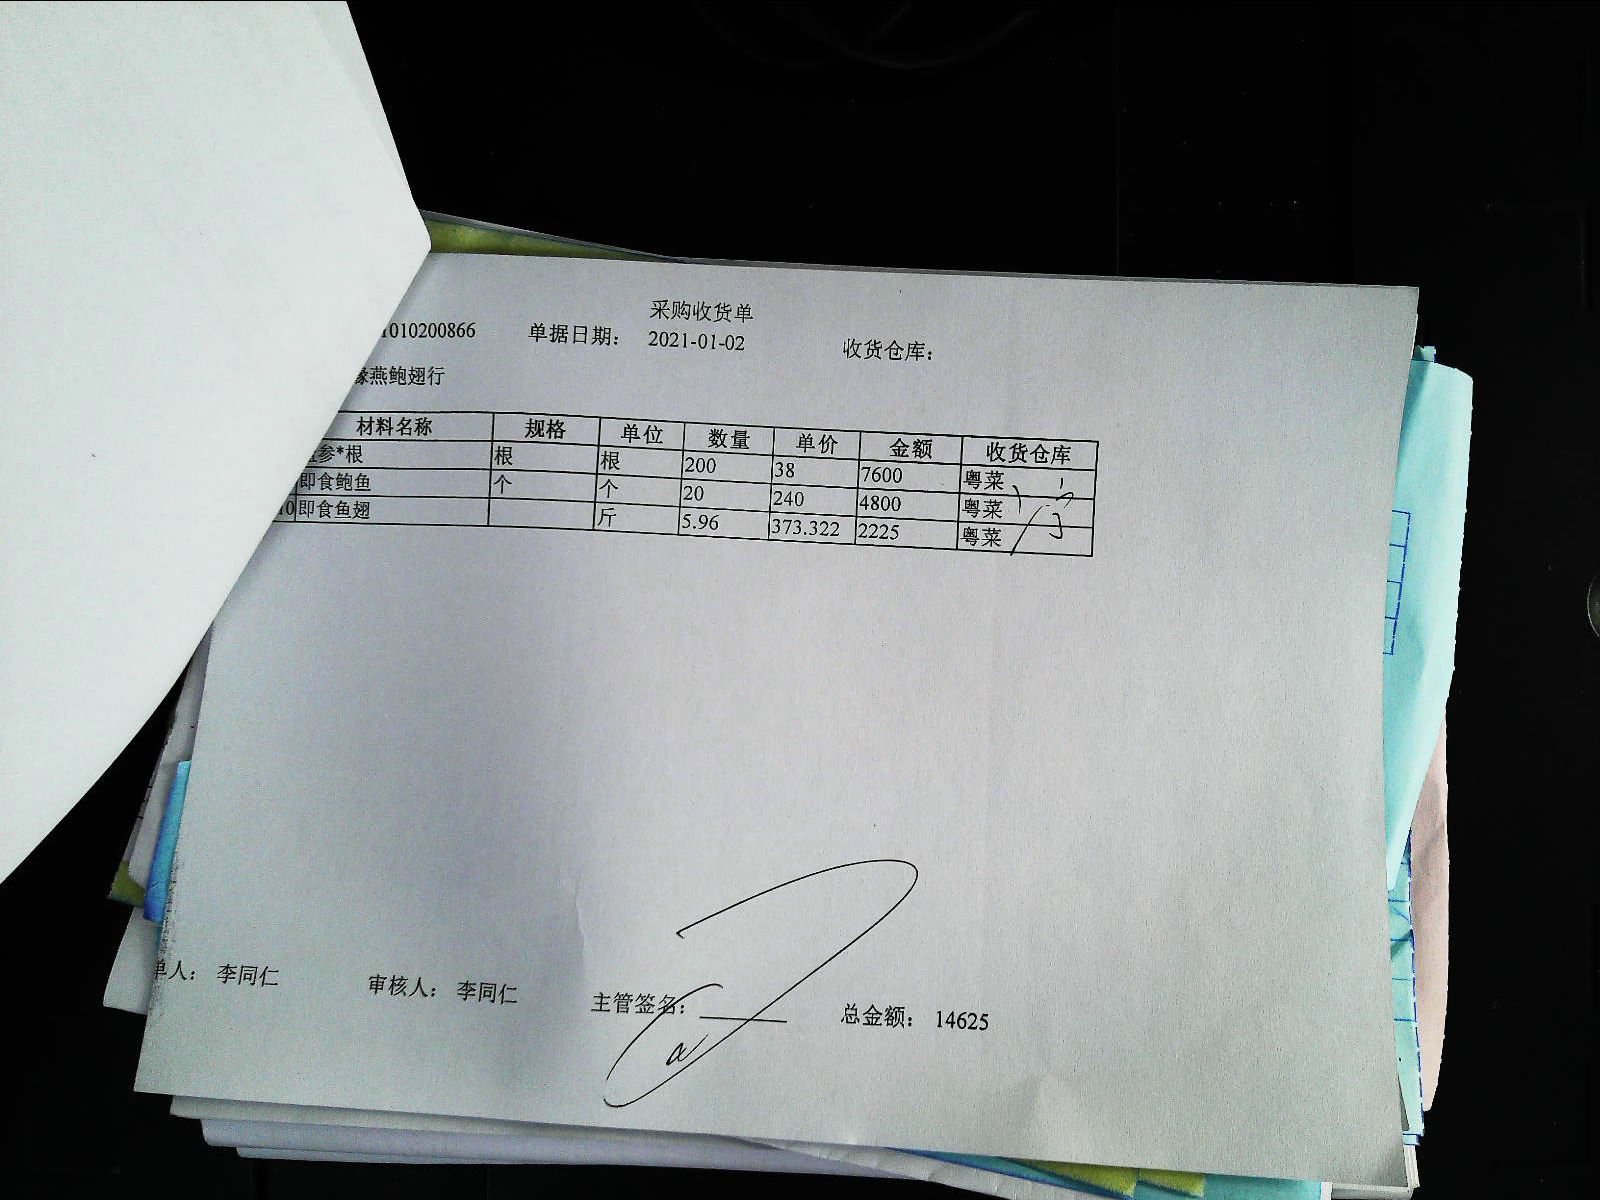 采购收货单
1010200866 单据日期： 2021-01-02 收货仓库：
缘燕鲍翅行
材料名称 规格 单位 数量 单价 金额 收货仓库
参*根 根 根 200 38 7600 粤菜
即食鲍鱼 个 个 20 240 4800 粤菜
10 即食鱼翅 斤 5.96 373.322 2225 粤菜
单人： 李同仁 审核人： 李同仁 主管签名： 总金额： 14625